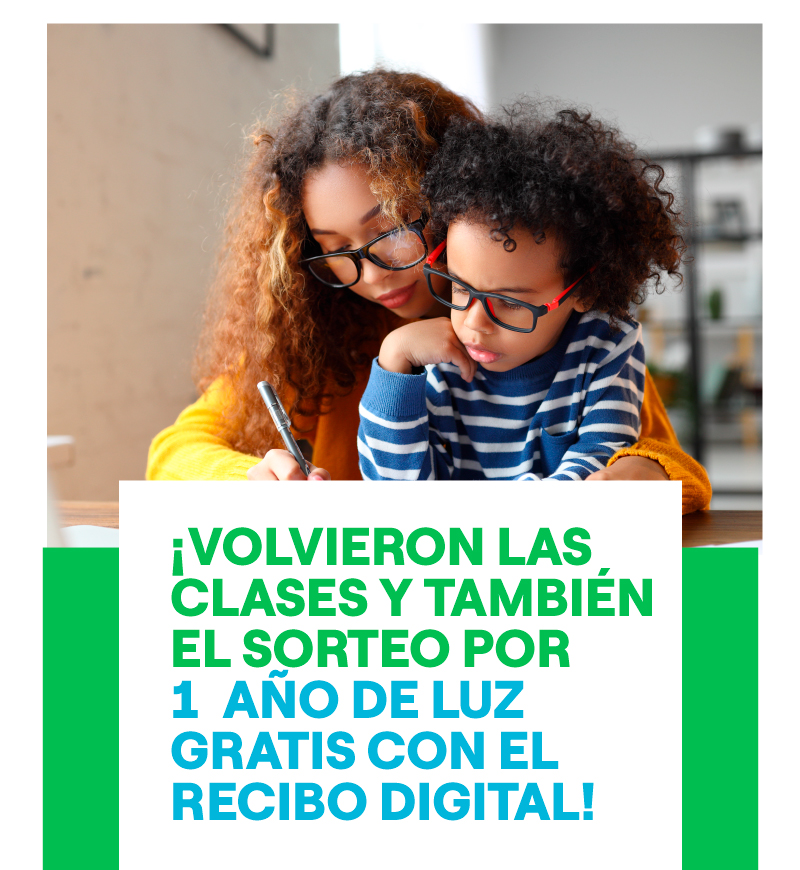 ¡VOLVIERON LAS
CLASES Y TAMBIÉN
EL SORTEO POR
1 AÑO DE LUZ
GRATIS CON EL
RECIBO DIGITAL!